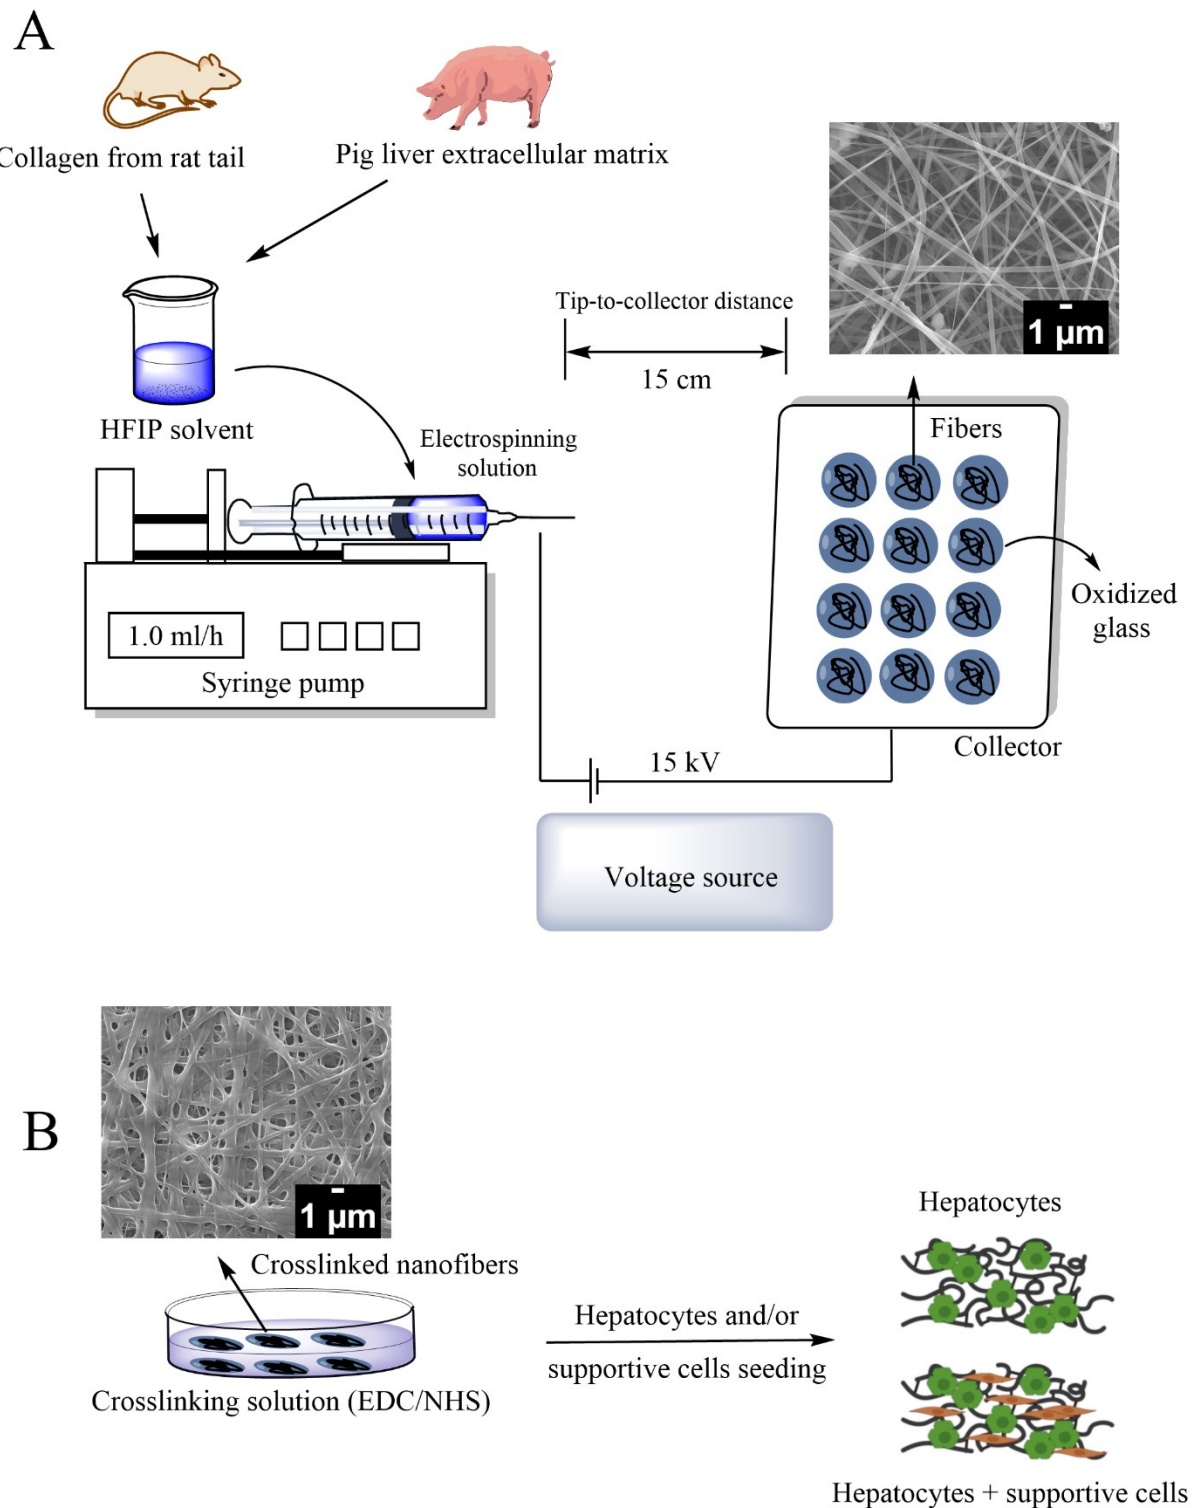 A
Collagen from rat tail
Pig liver extracellular matrix
1 µm
Tip-to-collector distance
15 cm
HFIP solvent
Electrospinning
solution
Fibers
Oxidized
glass
1.0 ml/h
Syringe pump
Collector
15 kV
Voltage source
B
1 µm
Crosslinked nanofibers
Crosslinking solution (EDC/NHS)
Hepatocytes and/or
supportive cells seeding
Hepatocytes
Hepatocytes + supportive cells